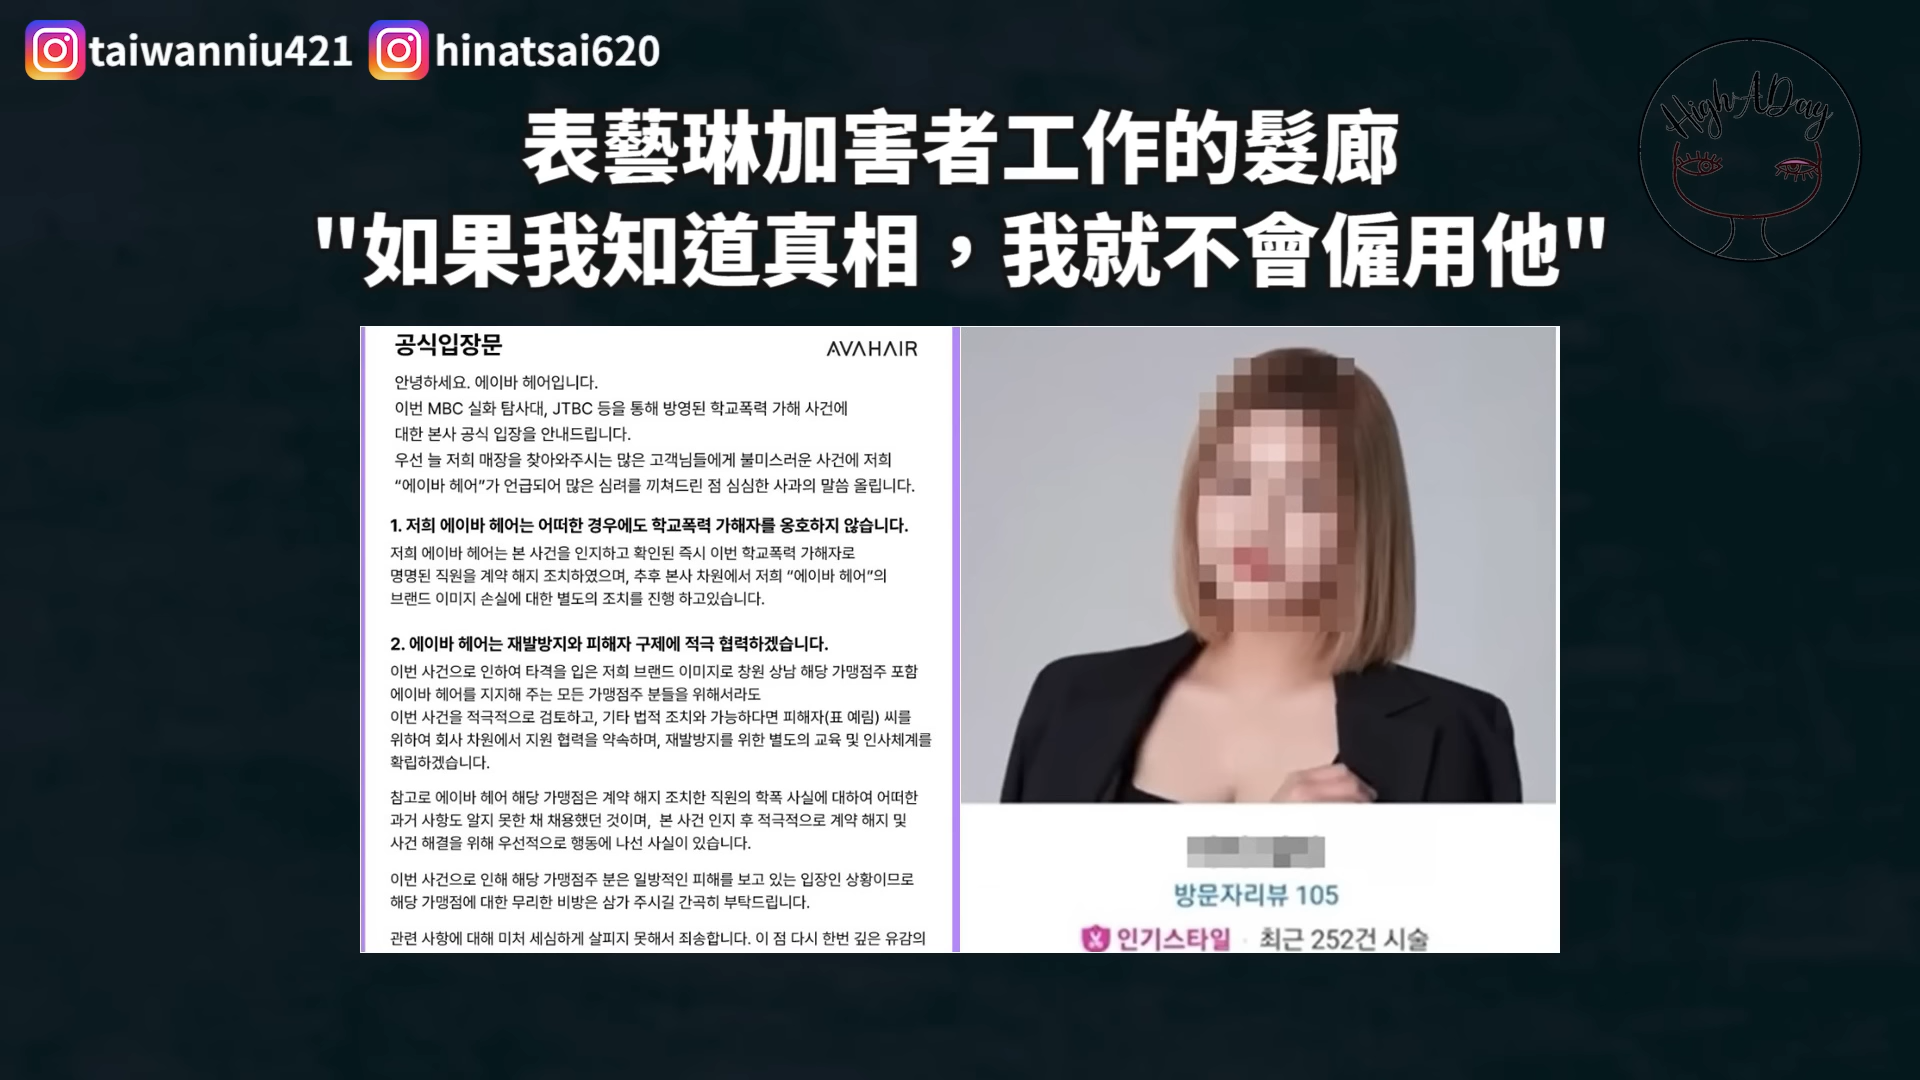 taiwanniu421 hinatsai620
HighADay
表藝琳加害者工作的髮廊
"如果我知道真相，我就不會僱用他"
공식입장문
AVAHAIR
안녕하세요. 에이바 헤어입니다.
이번 MBC 실화 탐사대, JTBC 등을 통해 방영된 학교폭력 가해 사건에
대한 본사 공식 입장을 안내드립니다.
우선 늘 저희 매장을 찾아와주시는 많은 고객님들에게 불미스러운 사건에 저희
“에이바 헤어”가 언급되어 많은 심려를 끼쳐드린 점 심심한 사과의 말씀 올립니다.
1. 저희 에이바 헤어는 어떠한 경우에도 학교폭력 가해자를 옹호하지 않습니다.
저희 에이바 헤어는 본 사건을 인지하고 확인된 즉시 이번 학교폭력 가해자로
명명된 직원을 계약 해지 조치하였으며, 추후 본사 차원에서 저희 “에이바 헤어”의
브랜드 이미지 손실에 대한 별도의 조치를 진행 하고있습니다.
2. 에이바 헤어는 재발방지와 피해자 구제에 적극 협력하겠습니다.
이번 사건으로 인하여 타격을 입은 저희 브랜드 이미지로 창원 상남 해당 가맹점주 포함
에이바 헤어를 지지해 주는 모든 가맹점주 분들을 위해서라도
이번 사건을 적극적으로 검토하고, 기타 법적 조치와 가능하다면 피해자(표 예림) 씨를
위하여 회사 차원에서 지원 협력을 약속하며, 재발방지를 위한 별도의 교육 및 인사체계를
확립하겠습니다.
참고로 에이바 헤어 해당 가맹점은 계약 해지 조치한 직원의 학폭 사실에 대하여 어떠한
과거 사항도 알지 못한 채 채용했던 것이며, 본 사건 인지 후 적극적으로 계약 해지 및
사건 해결을 위해 우선적으로 행동에 나선 사실이 있습니다.
이번 사건으로 인해 해당 가맹점주 분은 일방적인 피해를 보고 있는 입장인 상황이므로
해당 가맹점에 대한 무리한 비방은 삼가 주시길 간곡히 부탁드립니다.
관련 사항에 대해 미처 세심하게 살피지 못해서 죄송합니다. 이 점 다시 한번 깊은 유감의
방문자리뷰 105
인기스타일 · 최근 252건 시술